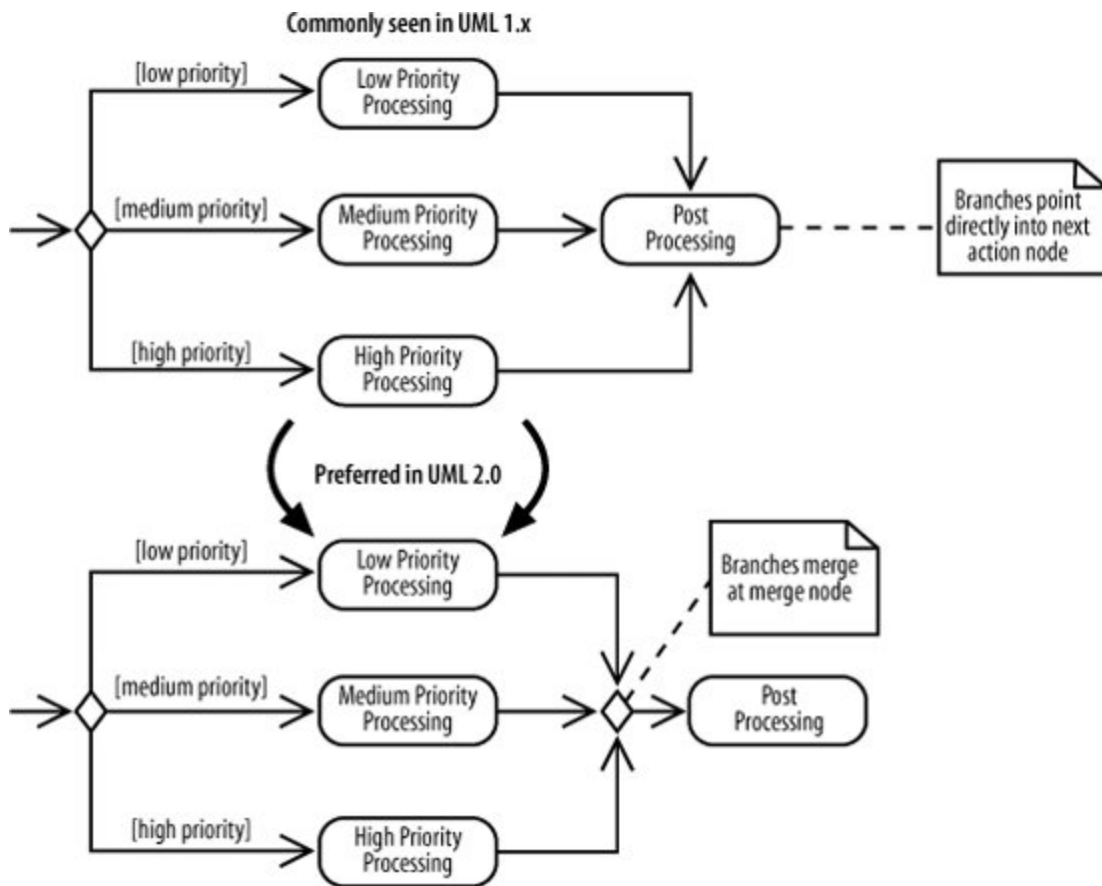 Commonly seen in UML 1.x
[low priority]
Low Priority
Processing
[medium priority]
Medium Priority
Processing
Post
Processing
Branches point
directly into next
action node
[high priority]
High Priority
Processing
Preferred in UML 2.0
[low priority]
Low Priority
Processing
Branches merge
at merge node
[medium priority]
Medium Priority
Processing
Post
Processing
[high priority]
High Priority
Processing